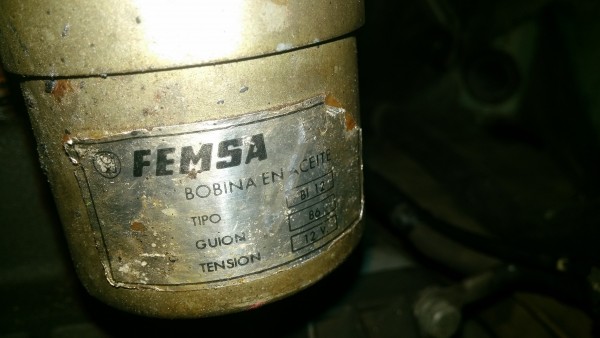 FEMSA
BOBINA EN ACEITE
TIPO BI 12
GUION 86
TENSION 12 V